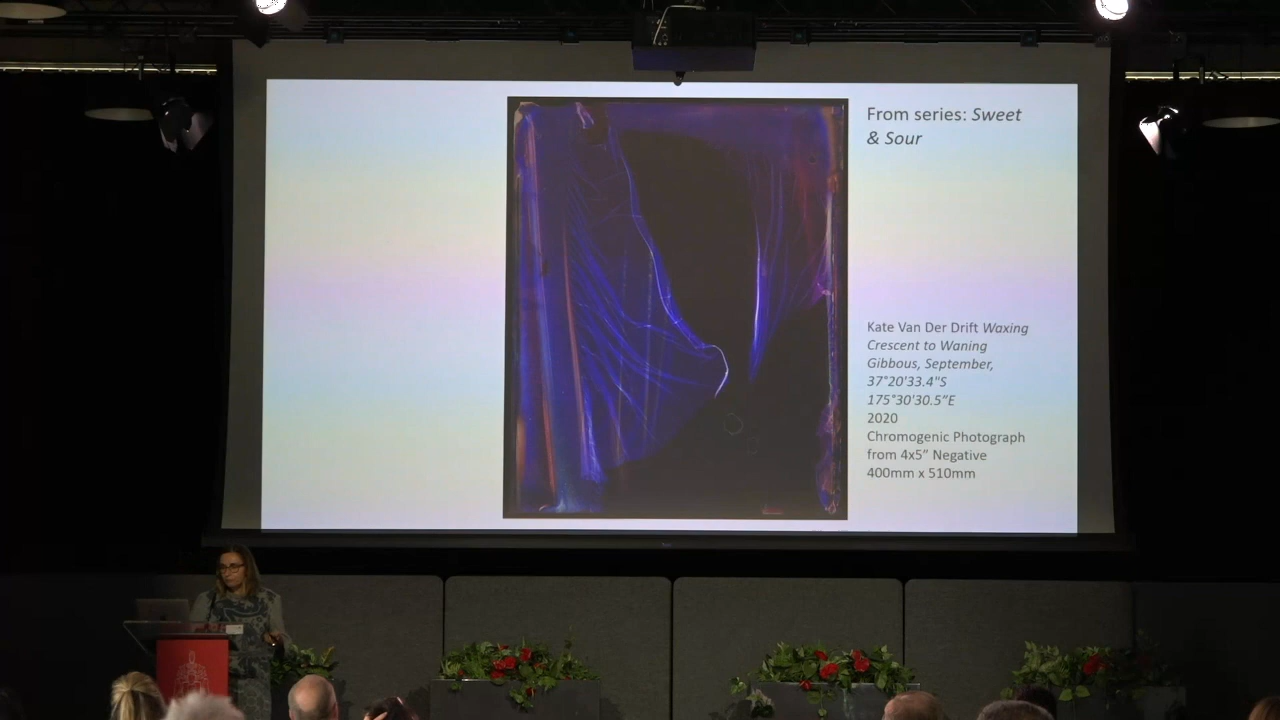 From series: Sweet
& Sour
Kate Van Der Drift Waxing
Crescent to Waning
Gibbous, September,
37°20'33.4"S
175°30'30.5"E
2020
Chromogenic Photograph
from 4x5" Negative
400mm x 510mm